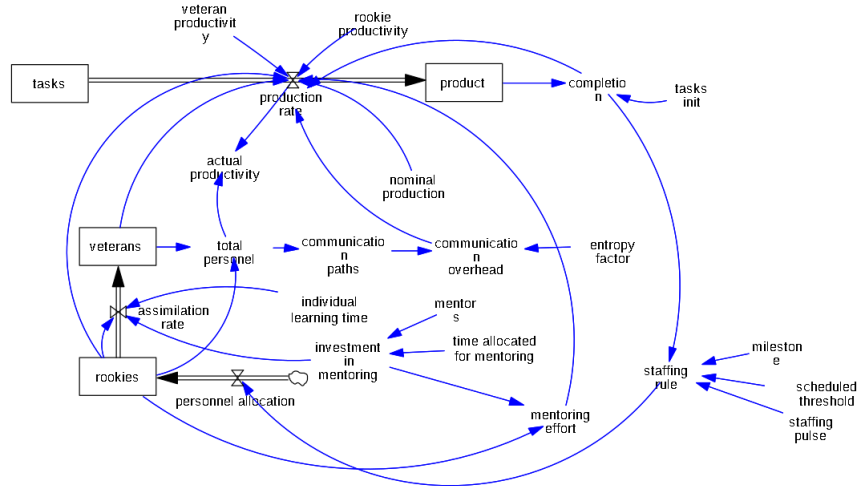 veteran
productivit
y
rookie
productivity
tasks
product
completio
n
tasks
init
production
rate
actual
productivity
nominal
production
veterans
total
personel
communicatio
n
paths
communicatio
n
overhead
entropy
factor
assimilation
rate
individual
learning time
mentor
s
investment
in
mentoring
time allocated
for mentoring
rookies
personnel allocation
staffing
rule
mileston
e
scheduled
threshold
staffing
pulse
mentoring
effort